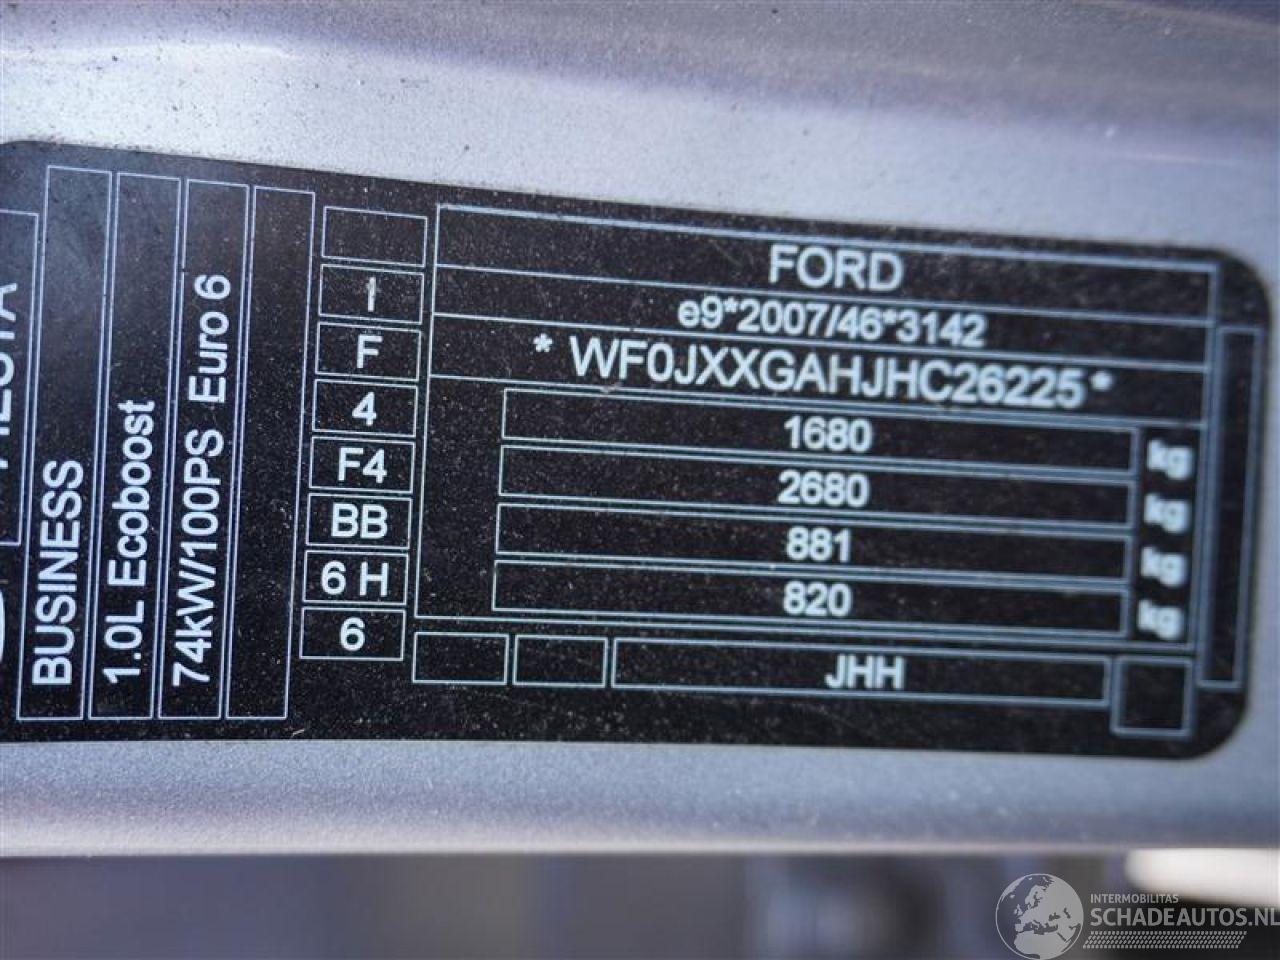 BUSINESS
1.0L Ecoboost
74kW/100PS Euro 6
I
F
4
F4
BB
6 H
6
FORD
e9*2007/46*3142
* WF0JXXGAHJHC26225 *
1680 kg
2680 kg
881 kg
820 kg
JHH
INTERMOBILITAS
SCHADEAUTOS.NL